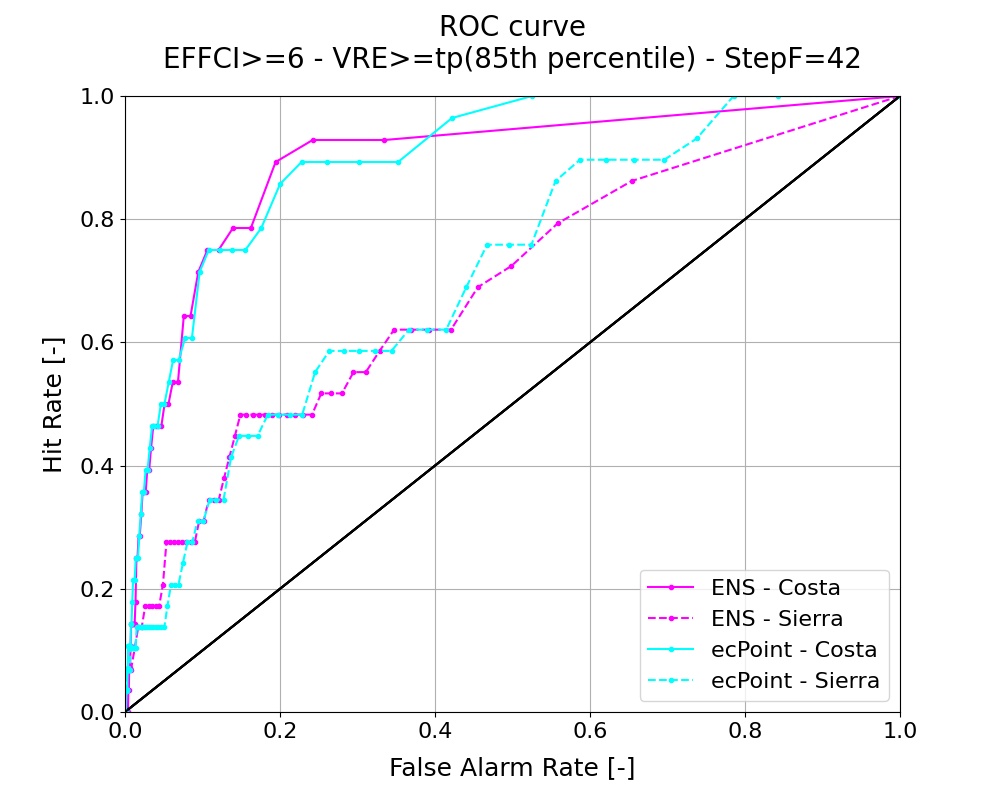 ROC curve
EFFCI>=6 - VRE>=tp(85th percentile) - StepF=42
1.0
0.8
0.6
0.4
0.2
0.0
Hit Rate [-]
0.0 0.2 0.4 0.6 0.8 1.0
False Alarm Rate [-]
ENS - Costa
ENS - Sierra
ecPoint - Costa
ecPoint - Sierra